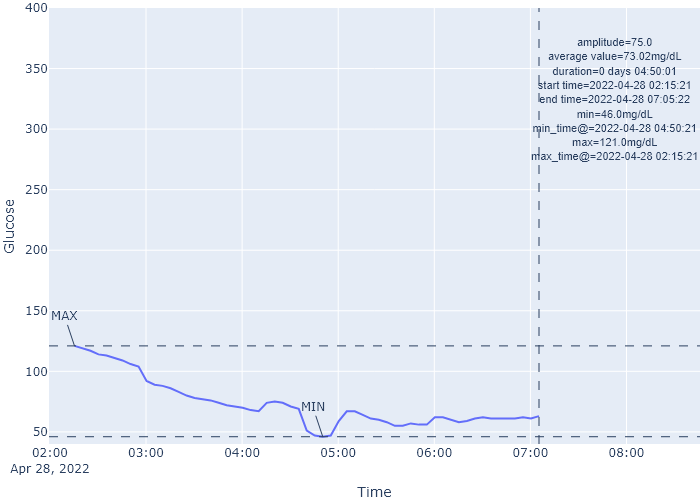 400
350
300
250
200
150
100
50
Glucose
amplitude=75.0
average value=73.02mg/dL
duration=0 days 04:50:01
start time=2022-04-28 02:15:21
end time=2022-04-28 07:05:22
min=46.0mg/dL
min_time@=2022-04-28 04:50:21
max=121.0mg/dL
max_time@=2022-04-28 02:15:21
MAX
MIN
02:00 03:00 04:00 05:00 06:00 07:00 08:00
Apr 28, 2022
Time